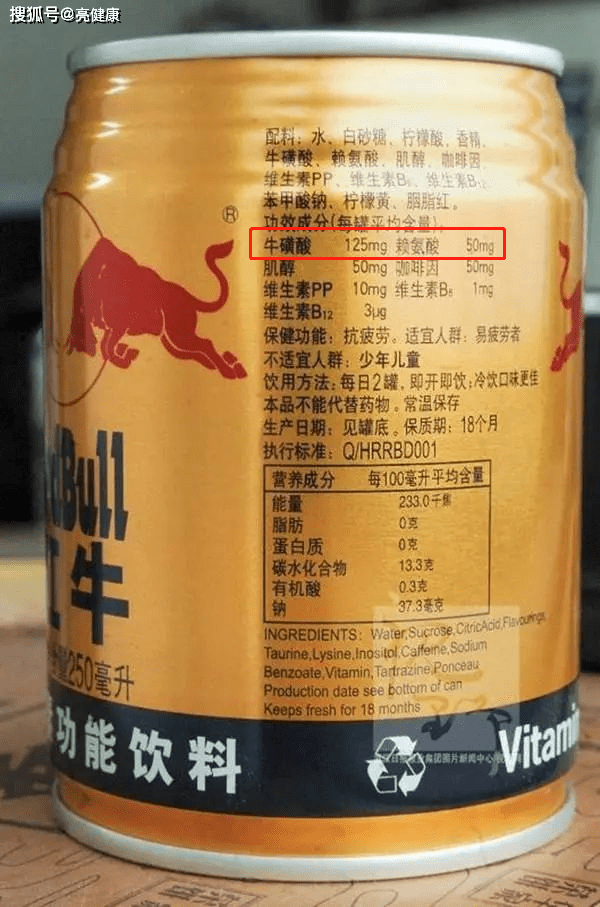 搜狐号@亮健康
配料：水、白砂糖、柠檬酸、香精、
牛磺酸、赖氨酸、肌醇、咖啡因、
维生素PP、维生素B₆、维生素B₁₂、
苯甲酸钠、柠檬黄、胭脂红。
®
功效成分(每罐平均含量)：
牛磺酸 125mg 赖氨酸 50mg
肌醇 50mg 咖啡因 50mg
维生素PP 10mg 维生素B₆ 1mg
维生素B₁₂ 3μg
保健功能：抗疲劳。适宜人群：易疲劳者
不适宜人群：少年儿童
饮用方法：每日2罐，即开即饮；冷饮口味更佳
本品不能代替药物。常温保存
生产日期：见罐底。保质期：18个月
执行标准：Q/HRRBD001
营养成分 每100毫升平均含量
能量 233.0千焦
脂肪 0克
蛋白质 0克
碳水化合物 13.3克
有机酸 0.3克
钠 37.3毫克
INGREDIENTS: Water,Sucrose,CitricAcid,Flavourings,
Taurine,Lysine,Inositol,Caffeine,Sodium
Benzoate,Vitamin,Tartrazine,Ponceau
Production date see bottom of can
Keeps fresh for 18 months
dBull
牛
250毫升
功能饮料
Vitamin